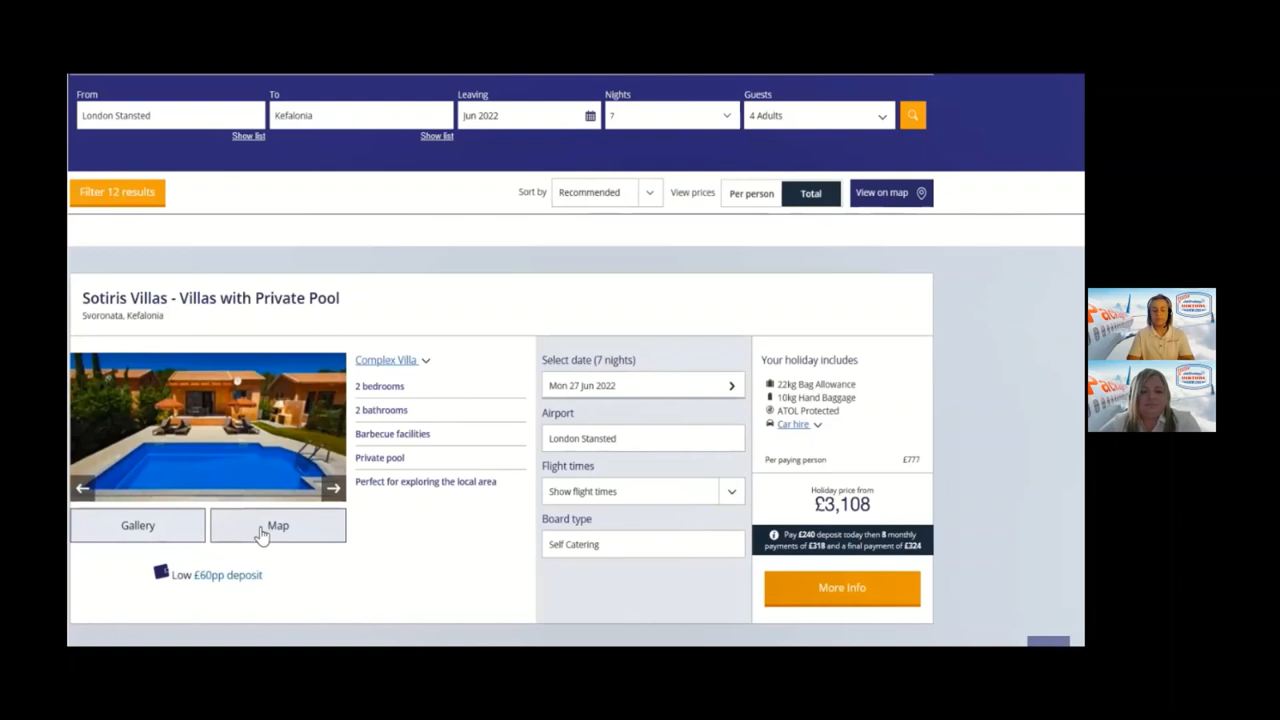 From
To
Leaving
Nights
Guests
London Stansted
Kefalonia
Jun 2022
7
4 Adults
Show list
Show list
Filter 12 results
Sort by
Recommended
View prices
Per person
Total
View on map
Sotiris Villas - Villas with Private Pool
Svoronata, Kefalonia
Complex Villa
2 bedrooms
2 bathrooms
Barbecue facilities
Private pool
Perfect for exploring the local area
Gallery
Map
Low £60pp deposit
Select date (7 nights)
Mon 27 Jun 2022
Airport
London Stansted
Flight times
Show flight times
Board type
Self Catering
Your holiday includes
22kg Bag Allowance
10kg Hand Baggage
ATOL Protected
Car hire
Per paying person £777
Holiday price from
£3,108
Pay £240 deposit today then 8 monthly
payments of £318 and a final payment of £324
More Info